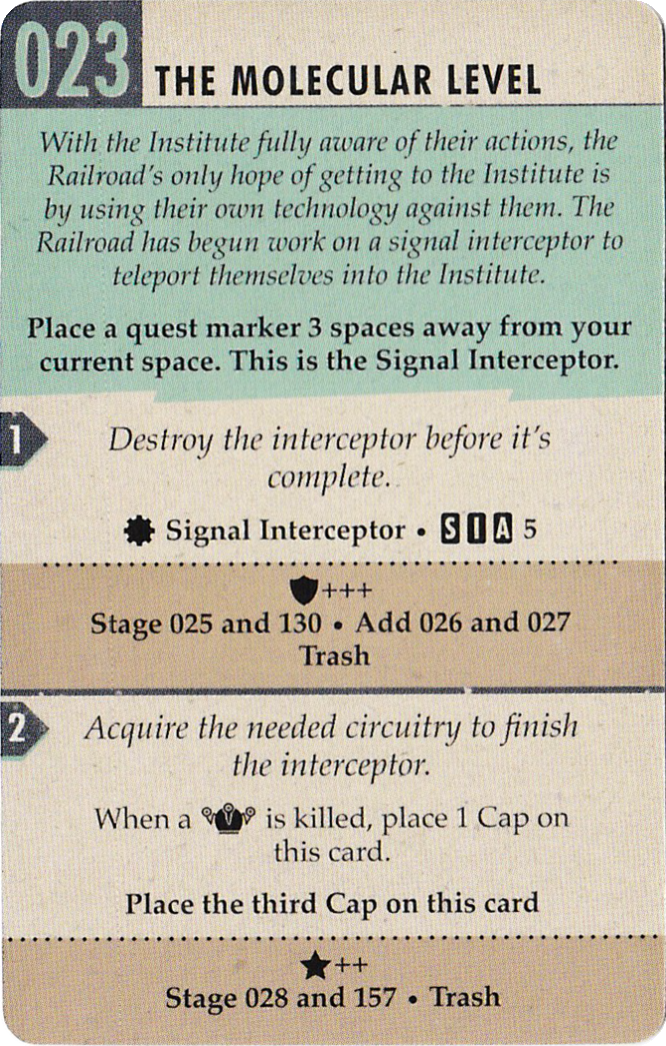 023 THE MOLECULAR LEVEL
With the Institute fully aware of their actions, the
Railroad's only hope of getting to the Institute is
by using their own technology against them. The
Railroad has begun work on a signal interceptor to
teleport themselves into the Institute.
Place a quest marker 3 spaces away from your
current space. This is the Signal Interceptor.
1 Destroy the interceptor before it's
complete.
Signal Interceptor • S I A 5
+++
Stage 025 and 130 • Add 026 and 027
Trash
2 Acquire the needed circuitry to finish
the interceptor.
When a is killed, place 1 Cap on
this card.
Place the third Cap on this card
++
Stage 028 and 157 • Trash